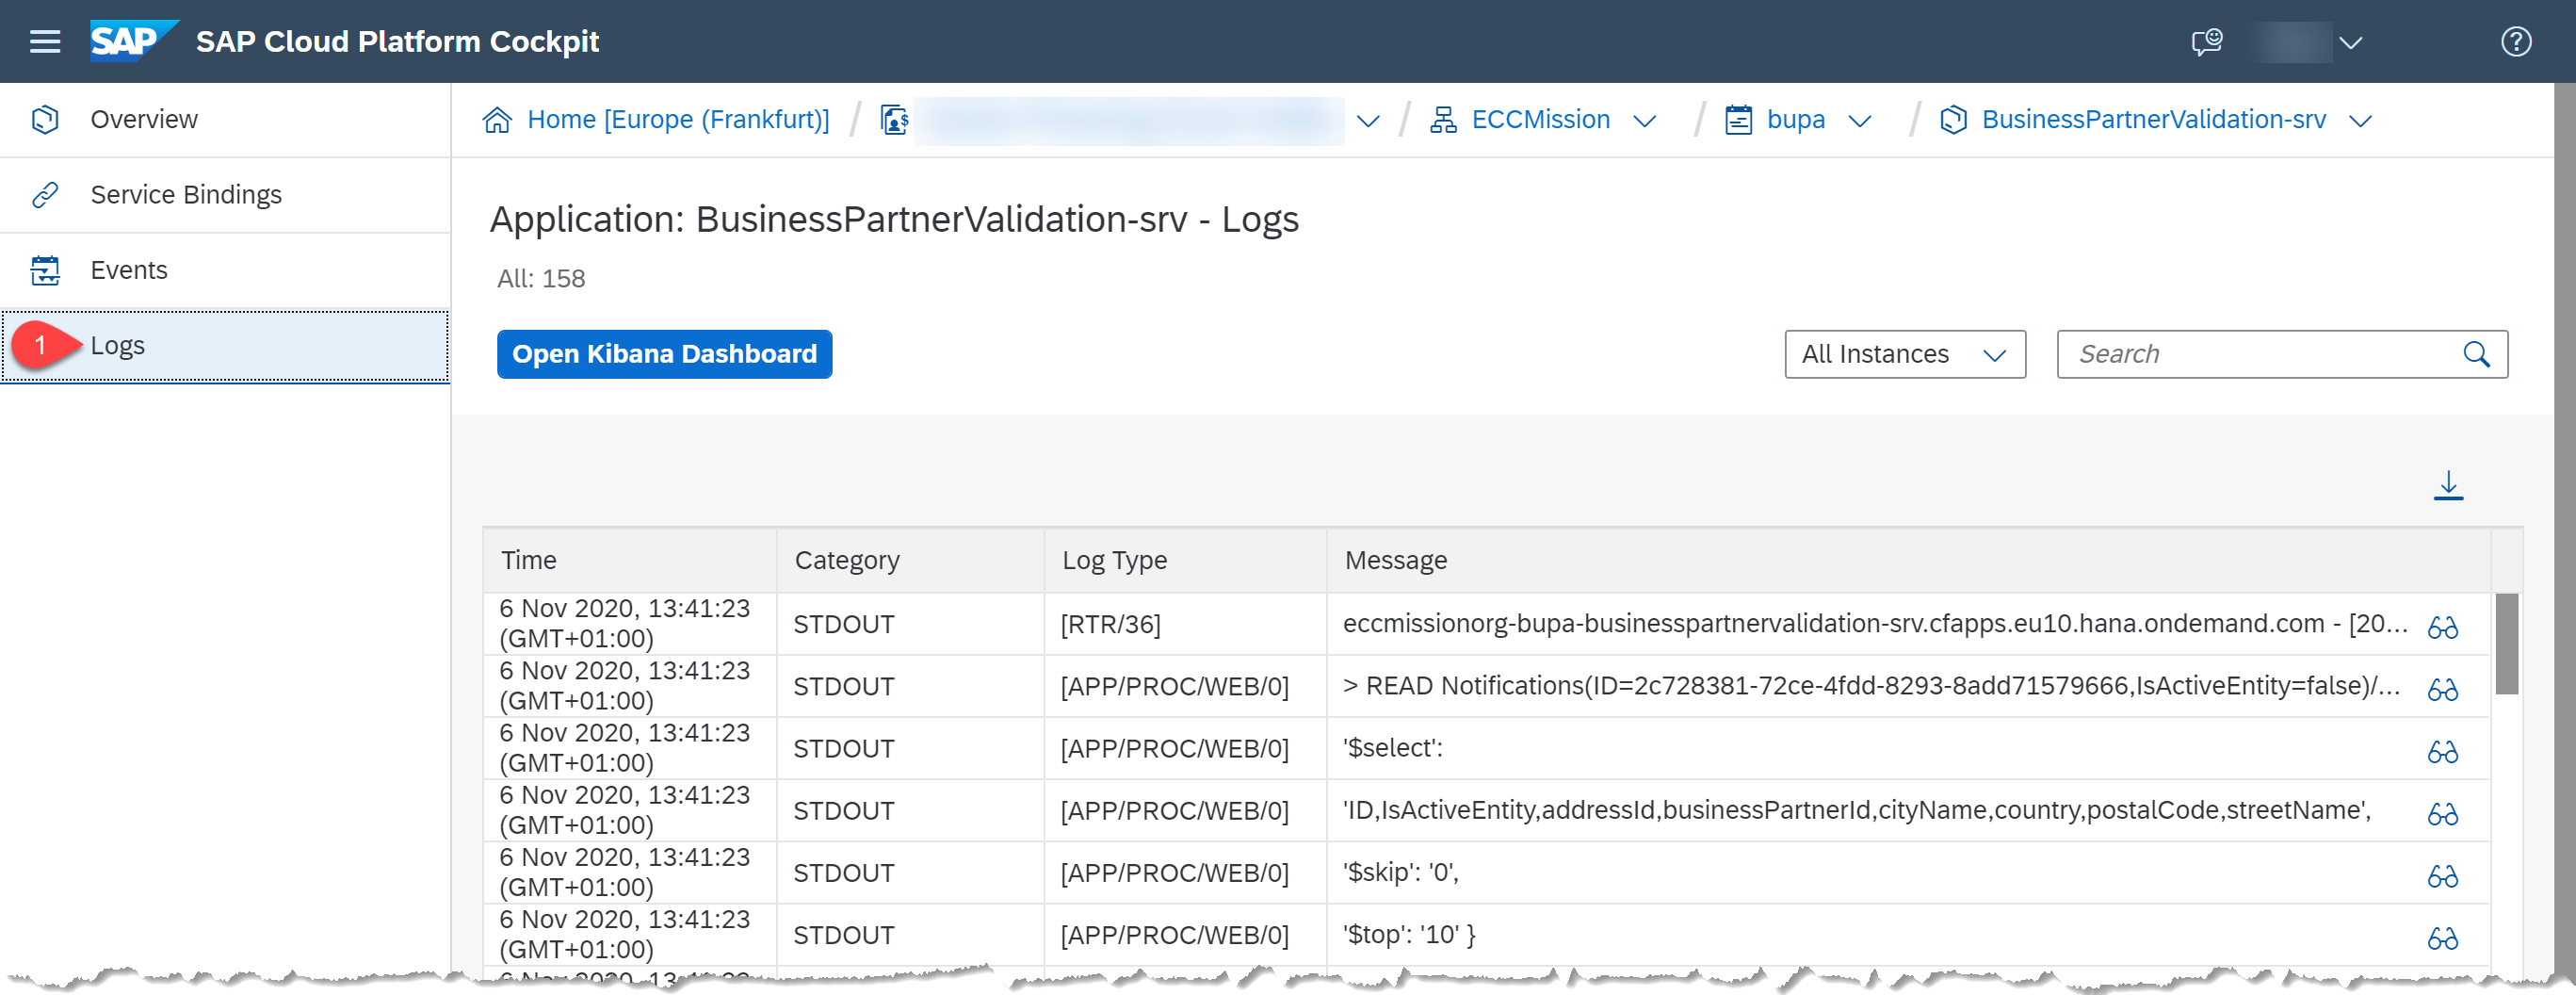 SAP SAP Cloud Platform Cockpit
Overview
Service Bindings
Events
1 Logs
Home [Europe (Frankfurt)] / / ECCMission / bupa / BusinessPartnerValidation-srv
Application: BusinessPartnerValidation-srv - Logs
All: 158
Open Kibana Dashboard
All Instances
Search
Time Category Log Type Message
6 Nov 2020, 13:41:23
(GMT+01:00)
STDOUT [RTR/36] eccmissionorg-bupa-businesspartnervalidation-srv.cfapps.eu10.hana.ondemand.com - [20...
6 Nov 2020, 13:41:23
(GMT+01:00)
STDOUT [APP/PROC/WEB/0] > READ Notifications(ID=2c728381-72ce-4fdd-8293-8add71579666,IsActiveEntity=false)/...
6 Nov 2020, 13:41:23
(GMT+01:00)
STDOUT [APP/PROC/WEB/0] '$select':
6 Nov 2020, 13:41:23
(GMT+01:00)
STDOUT [APP/PROC/WEB/0] 'ID,IsActiveEntity,addressId,businessPartnerId,cityName,country,postalCode,streetName',
6 Nov 2020, 13:41:23
(GMT+01:00)
STDOUT [APP/PROC/WEB/0] '$skip': '0',
6 Nov 2020, 13:41:23
(GMT+01:00)
STDOUT [APP/PROC/WEB/0] '$top': '10' }